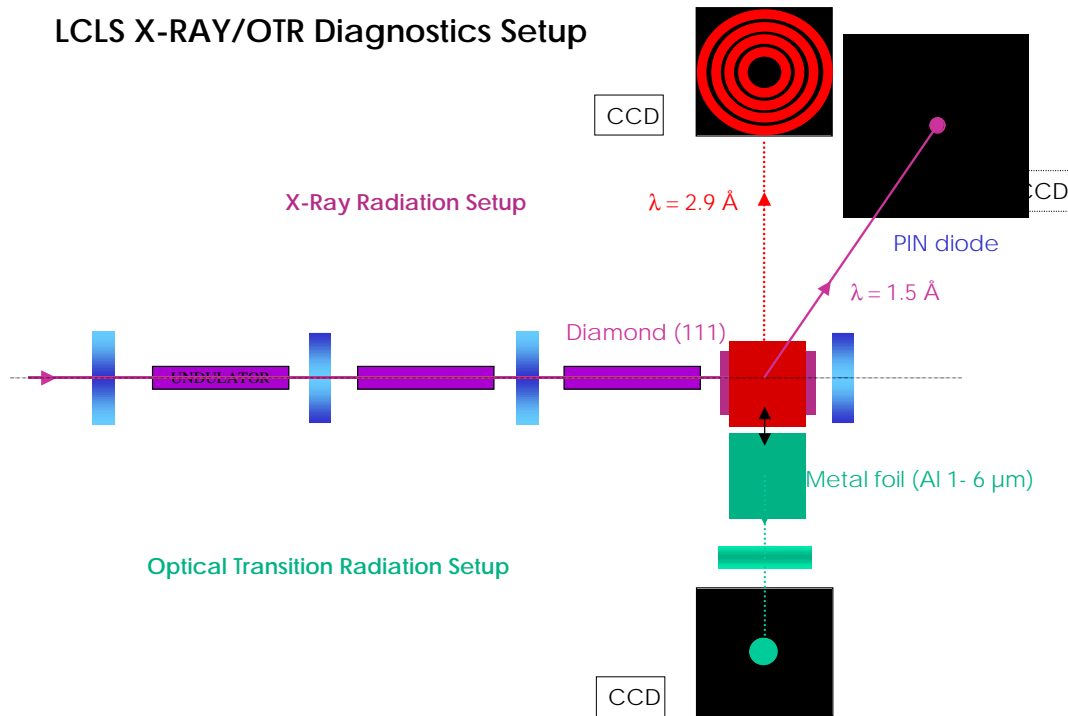 LCLS X-RAY/OTR Diagnostics Setup
CCD
X-Ray Radiation Setup
λ = 2.9 Å
CCD
PIN diode
λ = 1.5 Å
Diamond (111)
UNDULATOR
Metal foil (Al 1- 6 µm)
Optical Transition Radiation Setup
CCD